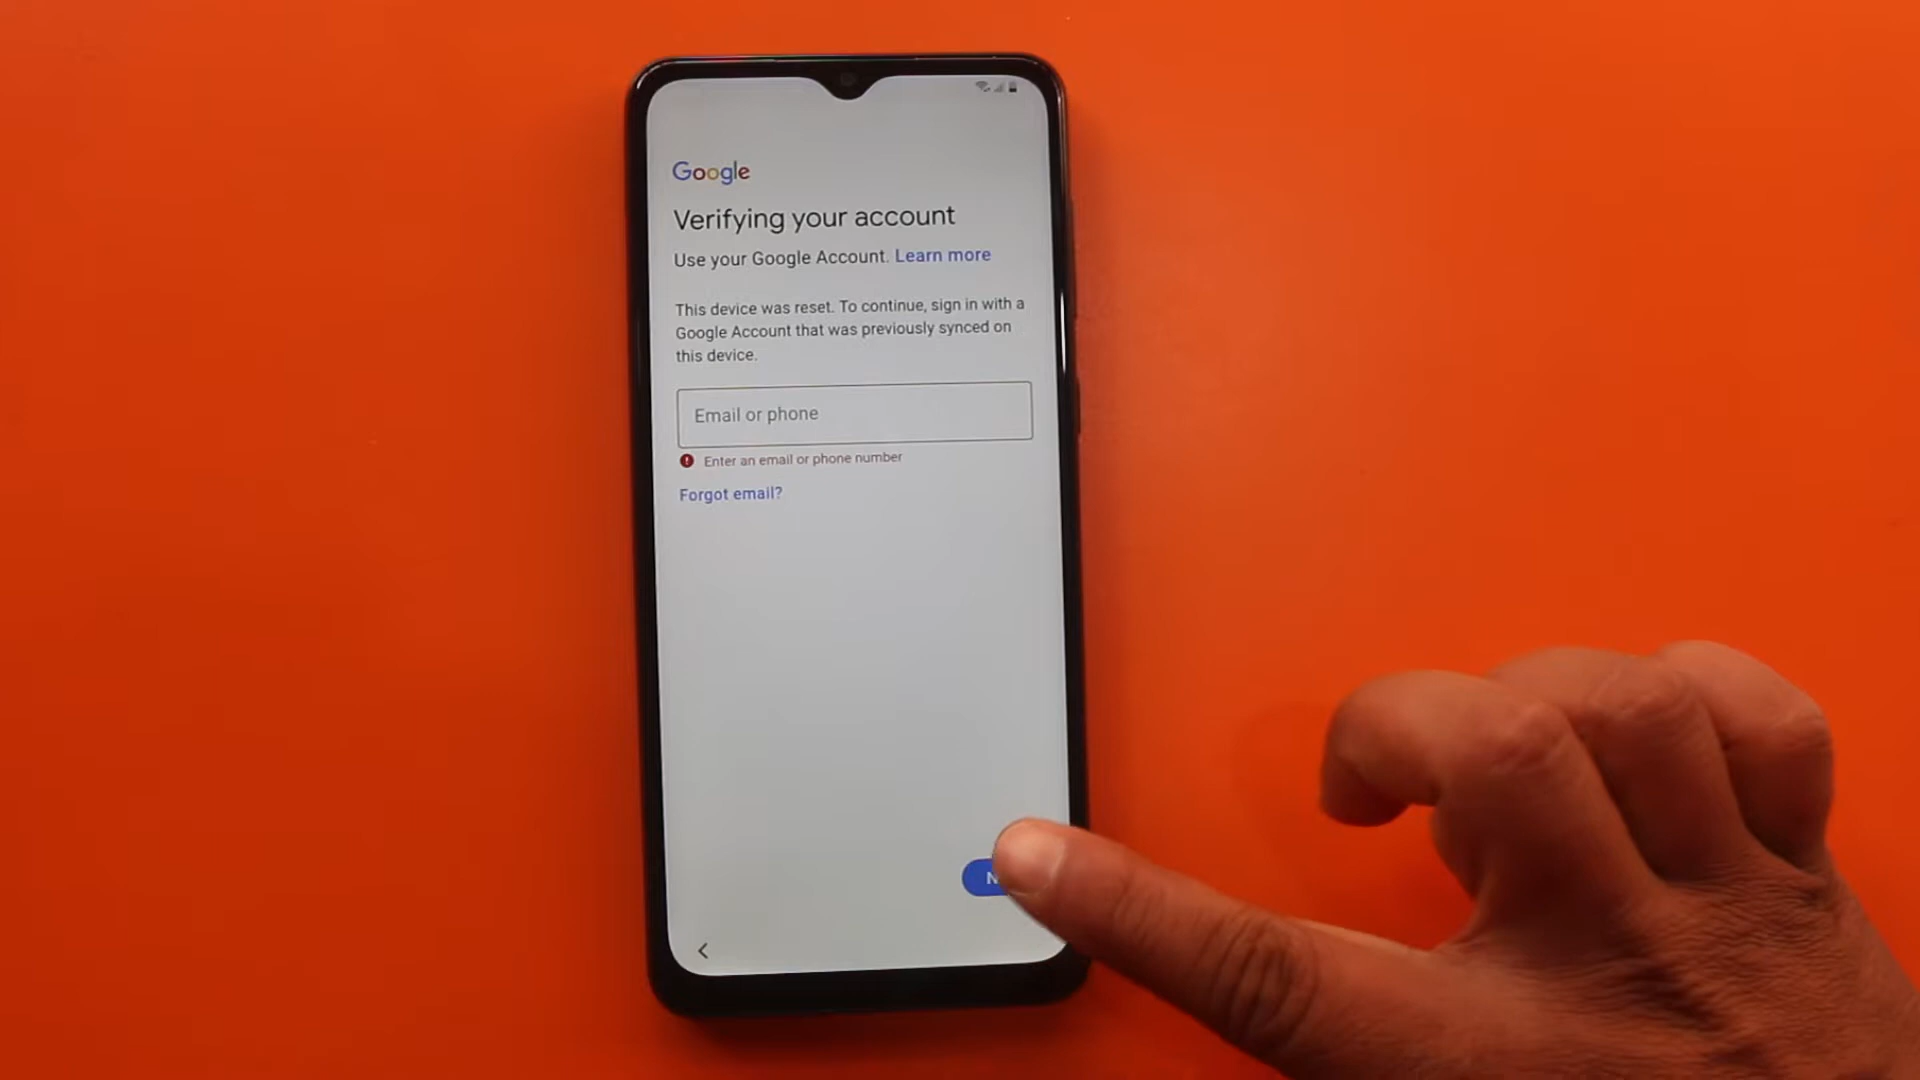 Google
Verifying your account
Use your Google Account. Learn more
This device was reset. To continue, sign in with a
Google Account that was previously synced on
this device.
Email or phone
Enter an email or phone number
Forgot email?